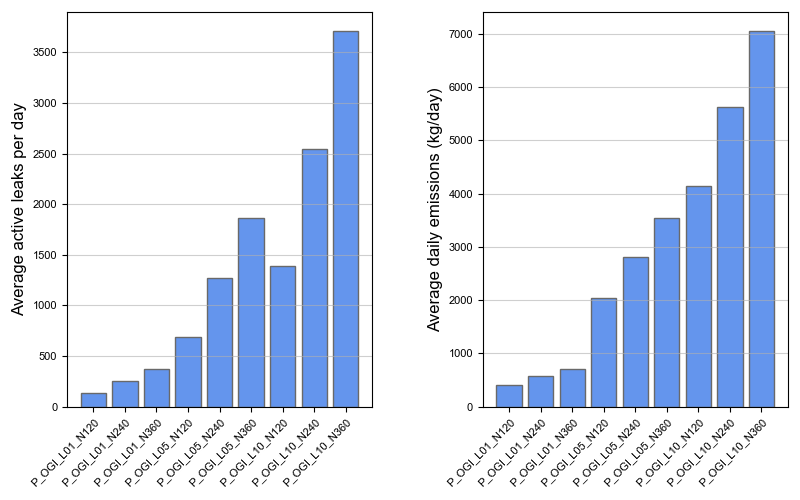 Average active leaks per day
3500
3000
2500
2000
1500
1000
500
0
P_OGI_L01_N120
P_OGI_L01_N240
P_OGI_L01_N360
P_OGI_L05_N120
P_OGI_L05_N240
P_OGI_L05_N360
P_OGI_L10_N120
P_OGI_L10_N240
P_OGI_L10_N360
Average daily emissions (kg/day)
7000
6000
5000
4000
3000
2000
1000
0
P_OGI_L01_N120
P_OGI_L01_N240
P_OGI_L01_N360
P_OGI_L05_N120
P_OGI_L05_N240
P_OGI_L05_N360
P_OGI_L10_N120
P_OGI_L10_N240
P_OGI_L10_N360